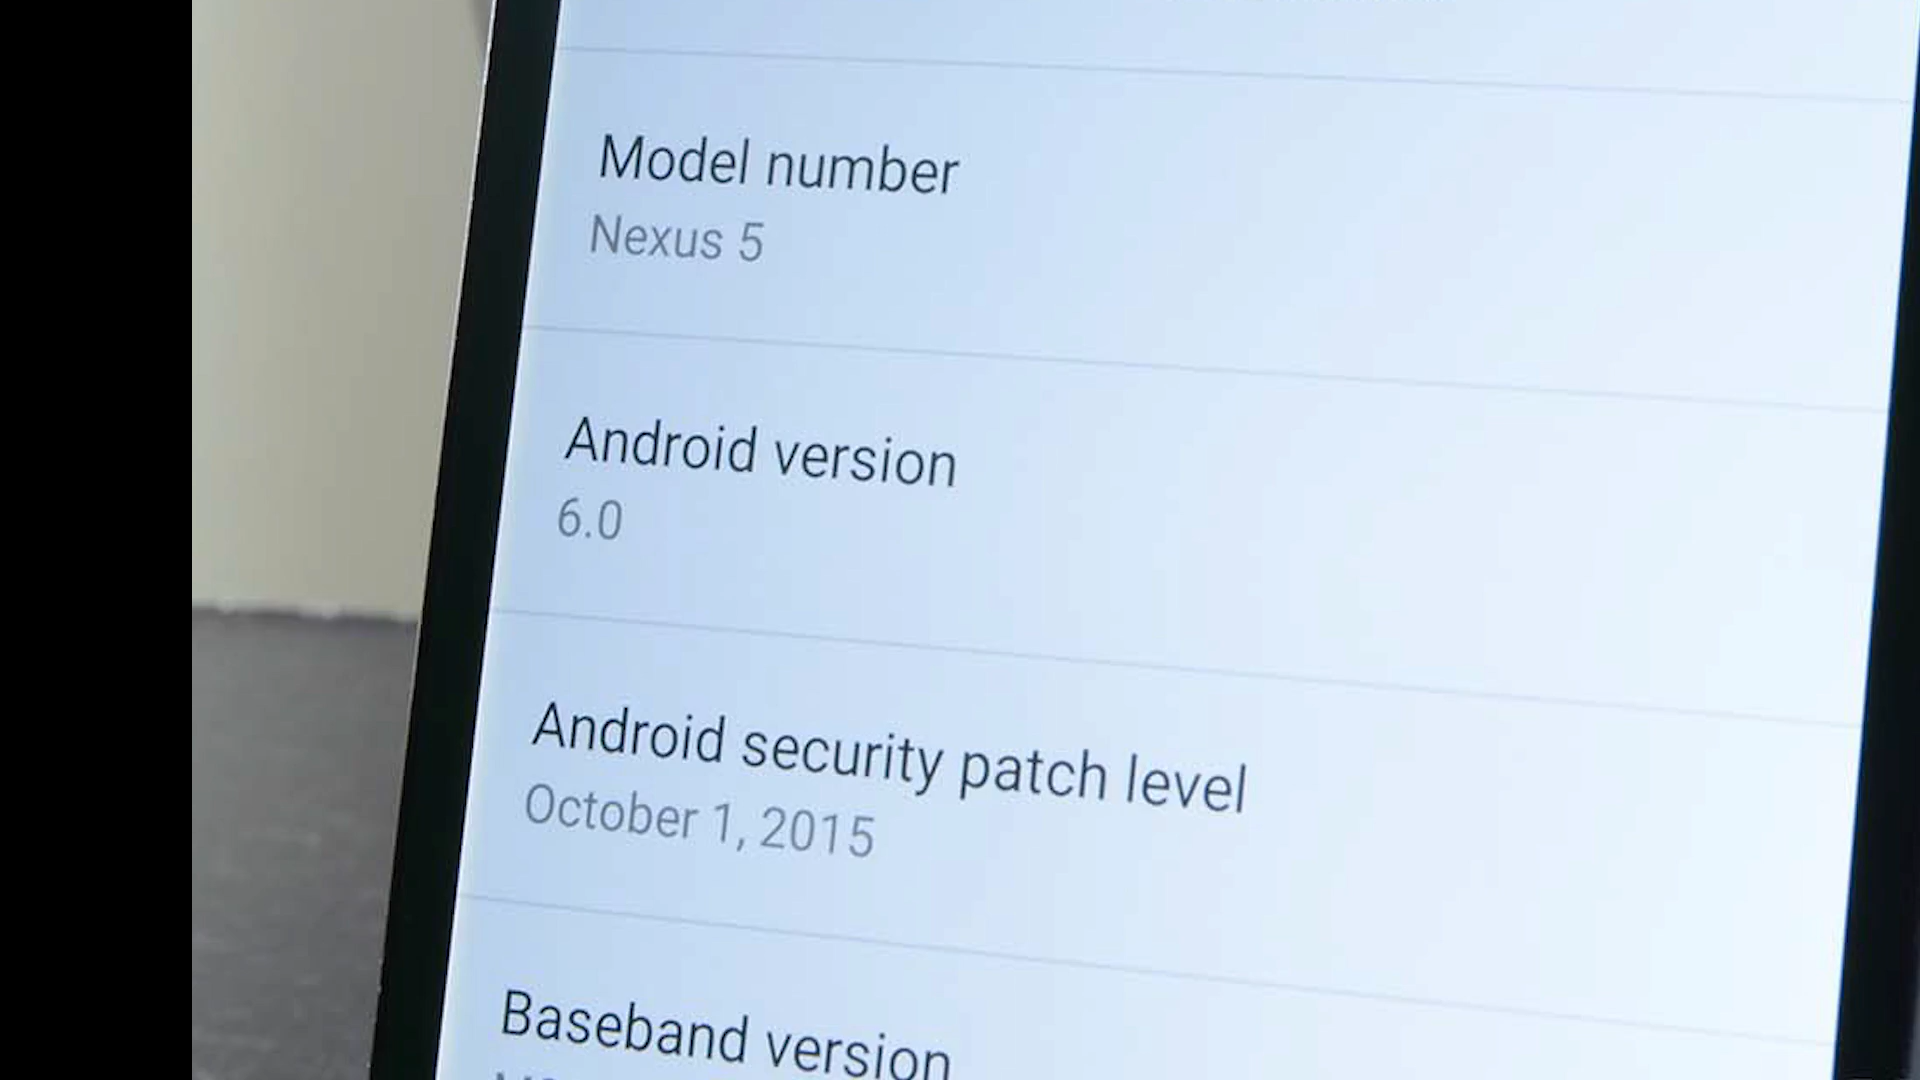 Model number
Nexus 5
Android version
6.0
Android security patch level
October 1, 2015
Baseband version